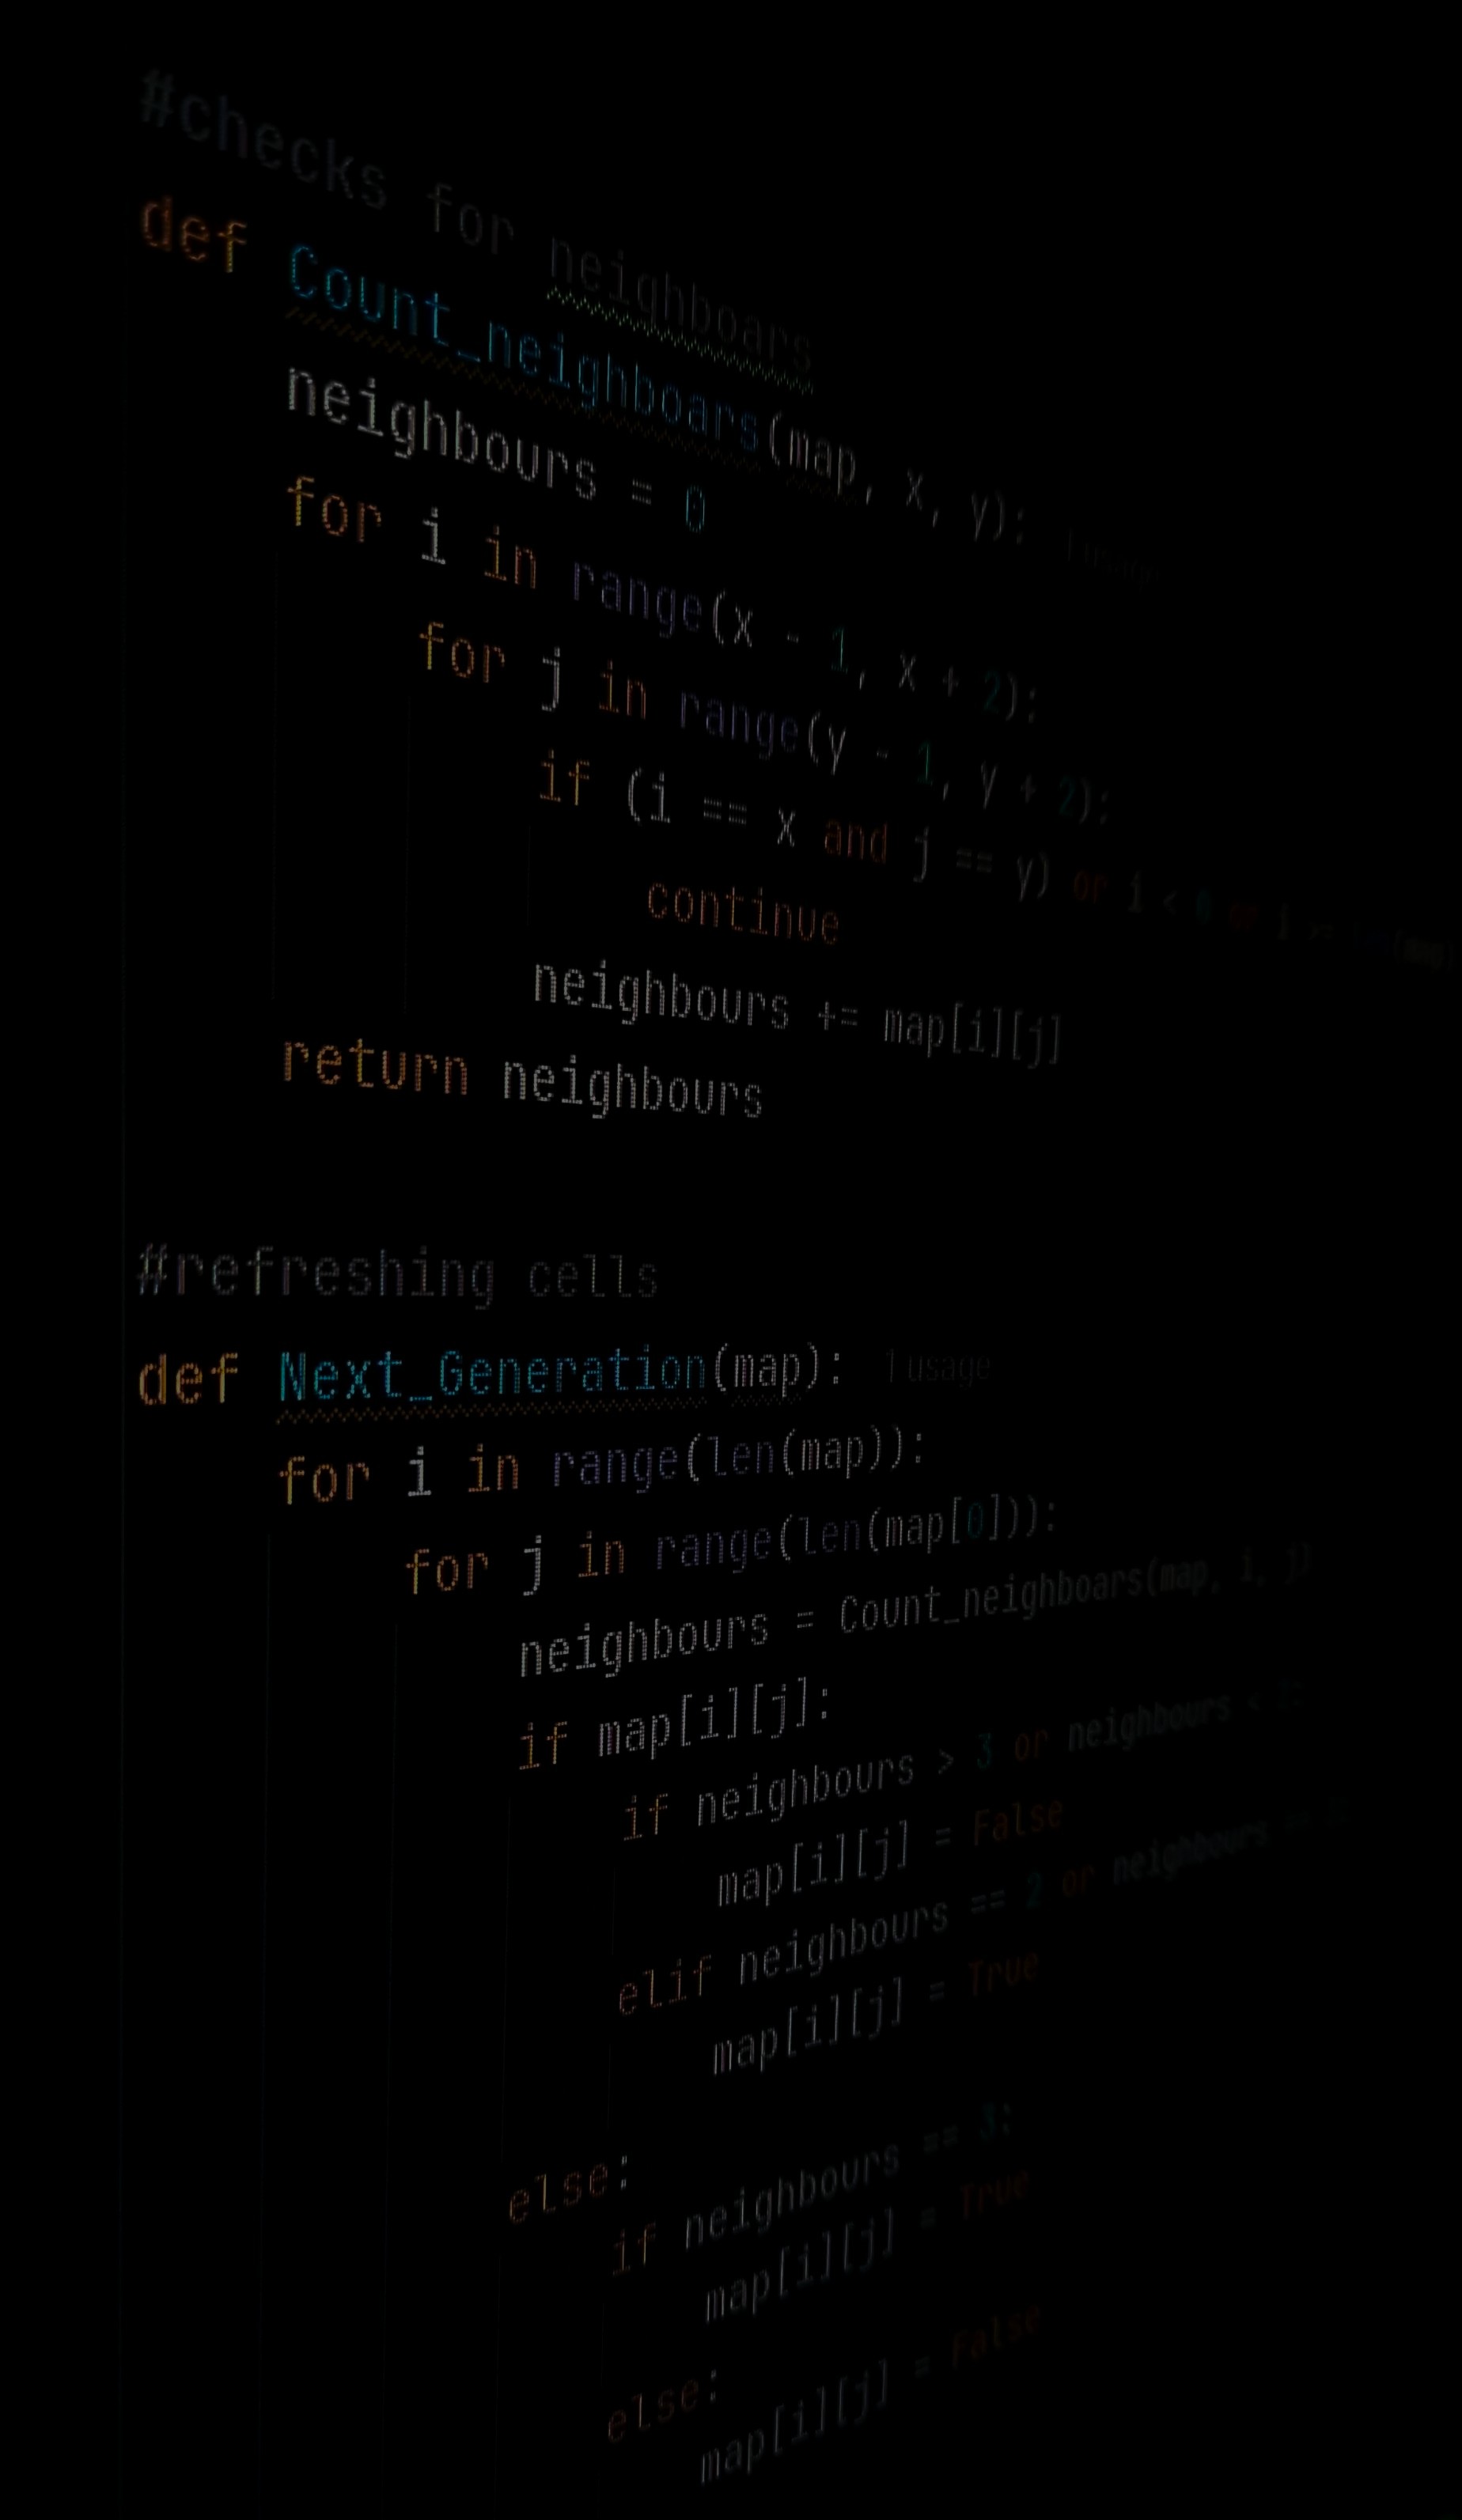 #checks for neighboars
def Count_neighboars(map, x, y): 1 usage
neighbours = 0
for i in range(x - 1, x + 2):
for j in range(y - 1, y + 2):
if (i == x and j == y) or i < 0 or i >= len(map)
continue
neighbours += map[i][j]
return neighbours
#refreshing cells
def Next_Generation(map): 1 usage
for i in range(len(map)):
for j in range(len(map[0])):
neighbours = Count_neighboars(map, i, j)
if map[i][j]:
if neighbours > 3 or neighbours < 2:
map[i][j] = False
elif neighbours == 2 or neighbours ==
map[i][j] = True
else:
if neighbours == 3:
map[i][j] = True
else:
map[i][j] = False